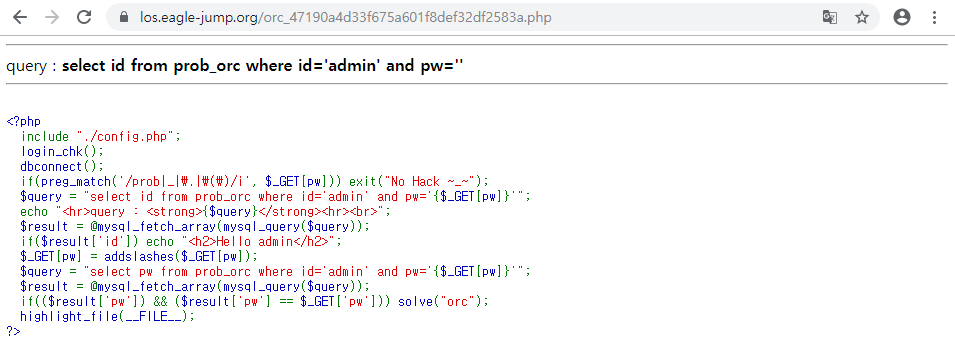 los.eagle-jump.org/orc_47190a4d33f675a601f8def32df2583a.php
query : select id from prob_orc where id='admin' and pw=''
<?php
include "./config.php";
login_chk();
dbconnect();
if(preg_match('/prob|_|₩.|₩(₩)/i', $_GET[pw])) exit("No Hack ~_~");
$query = "select id from prob_orc where id='admin' and pw='{$_GET[pw]}'";
echo "<hr>query : <strong>{$query}</strong><hr><br>";
$result = @mysql_fetch_array(mysql_query($query));
if($result['id']) echo "<h2>Hello admin</h2>";
$_GET[pw] = addslashes($_GET[pw]);
$query = "select pw from prob_orc where id='admin' and pw='{$_GET[pw]}'";
$result = @mysql_fetch_array(mysql_query($query));
if(($result['pw']) && ($result['pw'] == $_GET['pw'])) solve("orc");
highlight_file(__FILE__);
?>